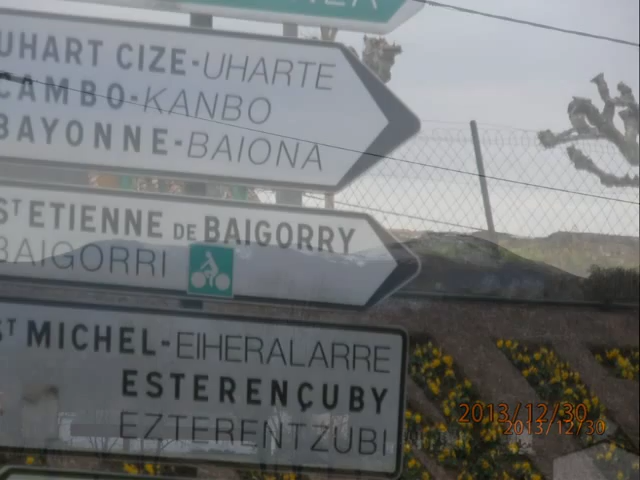 UHART CIZE-UHARTE
CAMBO-KANBO
BAYONNE-BAIONA
ST ETIENNE DE BAIGORRY
BAIGORRI
ST MICHEL-EIHERALARRE
ESTERENÇUBY
EZTERENTZUBI
2013/12/30
2013/12/30